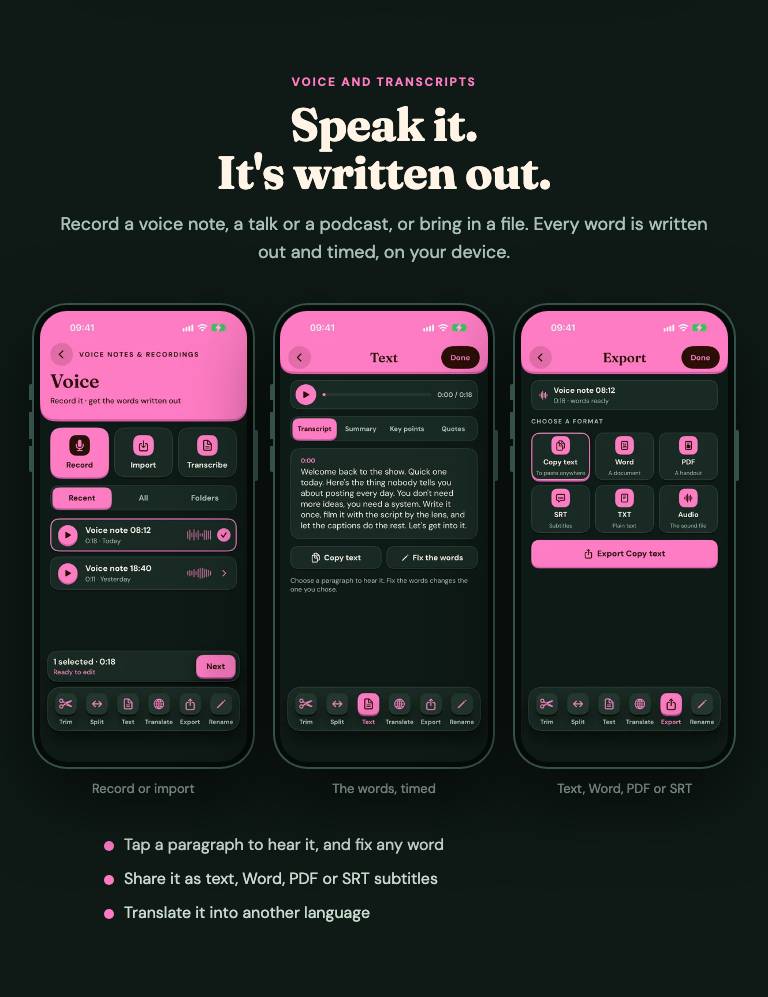 VOICE AND TRANSCRIPTS
Speak it.
It's written out.
Record a voice note, a talk or a podcast, or bring in a file. Every word is written
out and timed, on your device.
09:41
VOICE NOTES & RECORDINGS
Voice
Record it · get the words written out
Record
Import
Transcribe
Recent
All
Folders
Voice note 08:12
0:18 · Today
Voice note 18:40
0:11 · Yesterday
1 selected · 0:18
Ready to edit
Next
Trim
Split
Text
Translate
Export
Rename
Record or import
09:41
Text
Done
0:00 / 0:18
Transcript
Summary
Key points
Quotes
0:00
Welcome back to the show. Quick one
today. Here's the thing nobody tells you
about posting every day. You don't need
more ideas, you need a system. Write it
once, film it with the script by the lens, and
let the captions do the rest. Let's get into it.
Copy text
Fix the words
Choose a paragraph to hear it. Fix the words changes the
one you chose.
Trim
Split
Text
Translate
Export
Rename
The words, timed
09:41
Export
Done
Voice note 08:12
0:18 · words ready
CHOOSE A FORMAT
Copy text
To paste anywhere
Word
A document
PDF
A handout
SRT
Subtitles
TXT
Plain text
Audio
The sound file
Export Copy text
Trim
Split
Text
Translate
Export
Rename
Text, Word, PDF or SRT
Tap a paragraph to hear it, and fix any word
Share it as text, Word, PDF or SRT subtitles
Translate it into another language